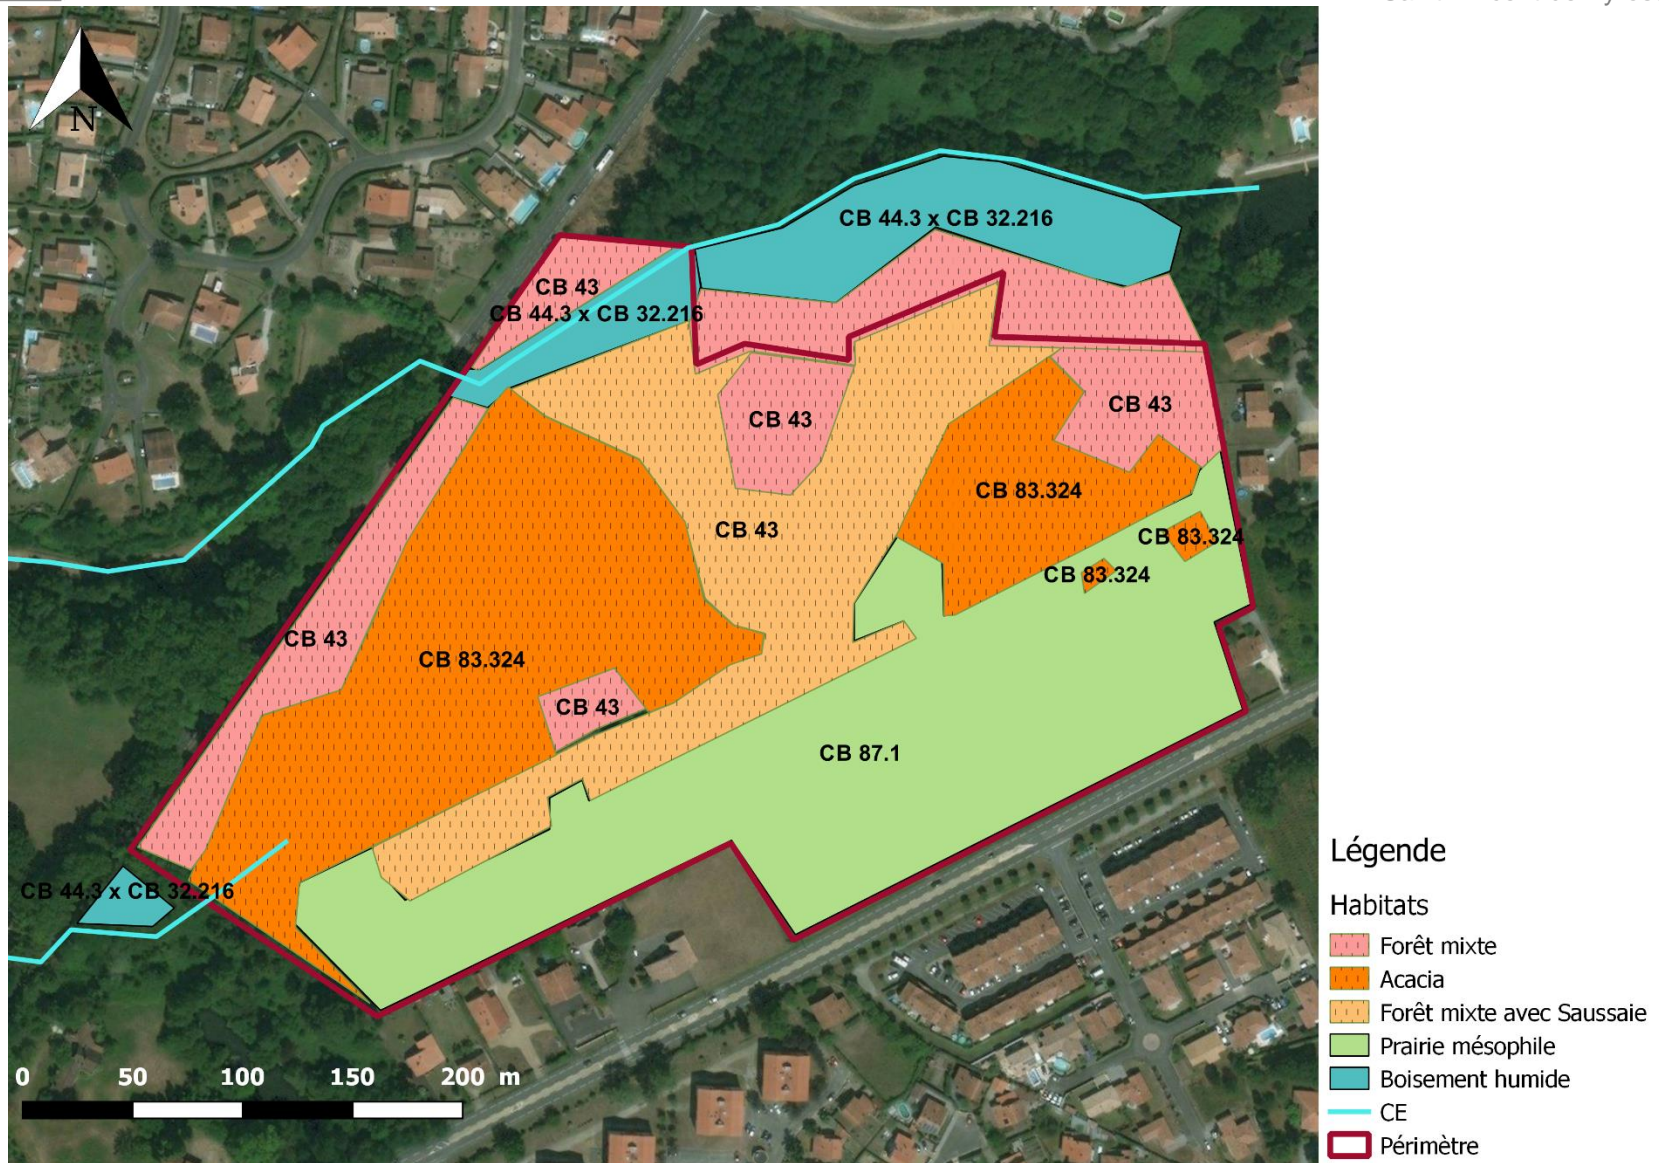 N
CB 44.3 x CB 32.216
CB 43
CB 44.3 x CB 32.216
CB 43
CB 43
CB 83.324
CB 43
CB 83.324
CB 83.324
CB 43
CB 83.324
CB 43
CB 87.1
CB 44.3 x CB 32.216
0 50 100 150 200 m
Légende
Habitats
Forêt mixte
Acacia
Forêt mixte avec Saussaie
Prairie mésophile
Boisement humide
CE
Périmètre